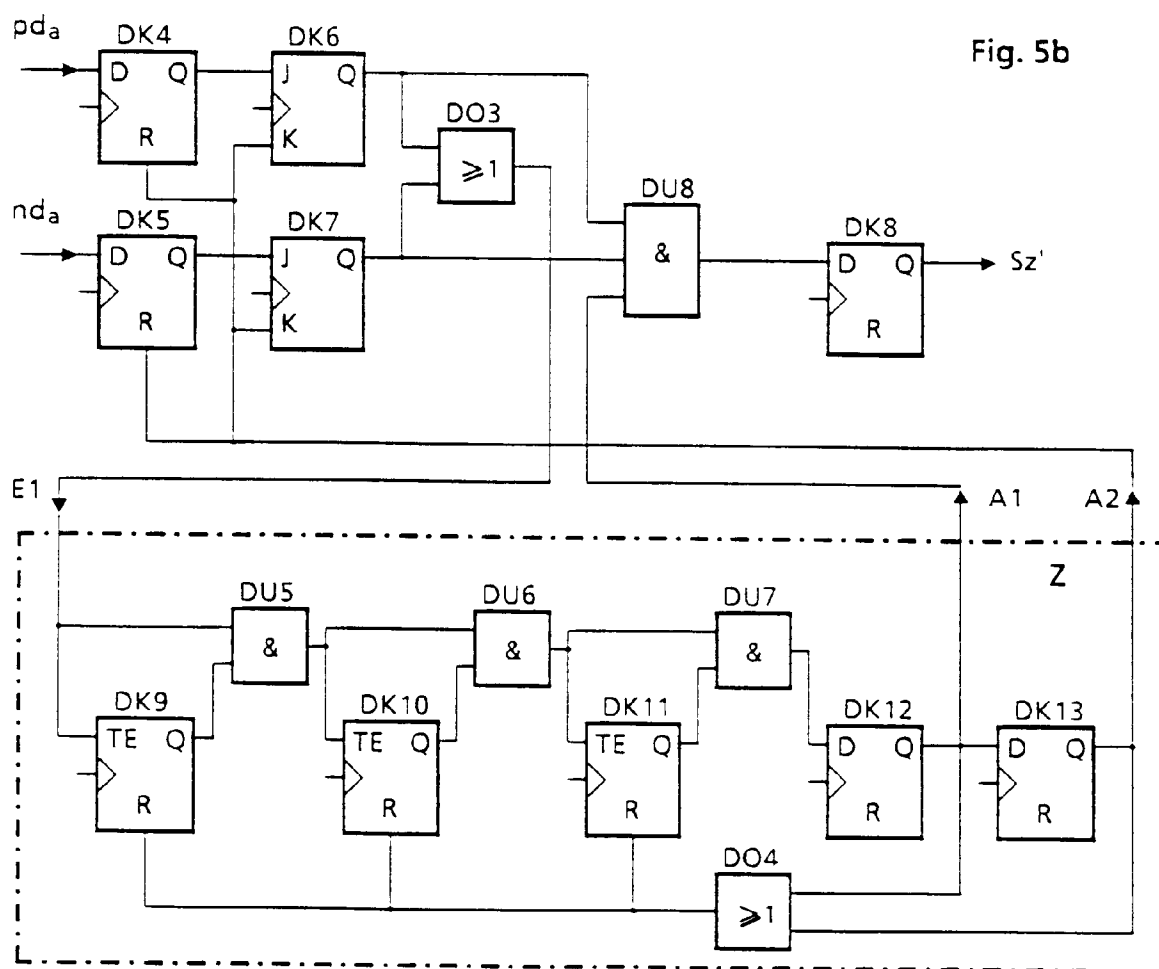 pda DK4 DK6 Fig. 5b
D Q J Q DO3
R K ≥1
nda DK5 DK7 DU8 DK8
D Q J Q & D Q Sz'
R K R
E1 A1 A2
Z
DU5 DU6 DU7
& & &
DK9 DK10 DK11 DK12 DK13
TE Q TE Q TE Q D Q D Q
R R R R R
DO4
≥1